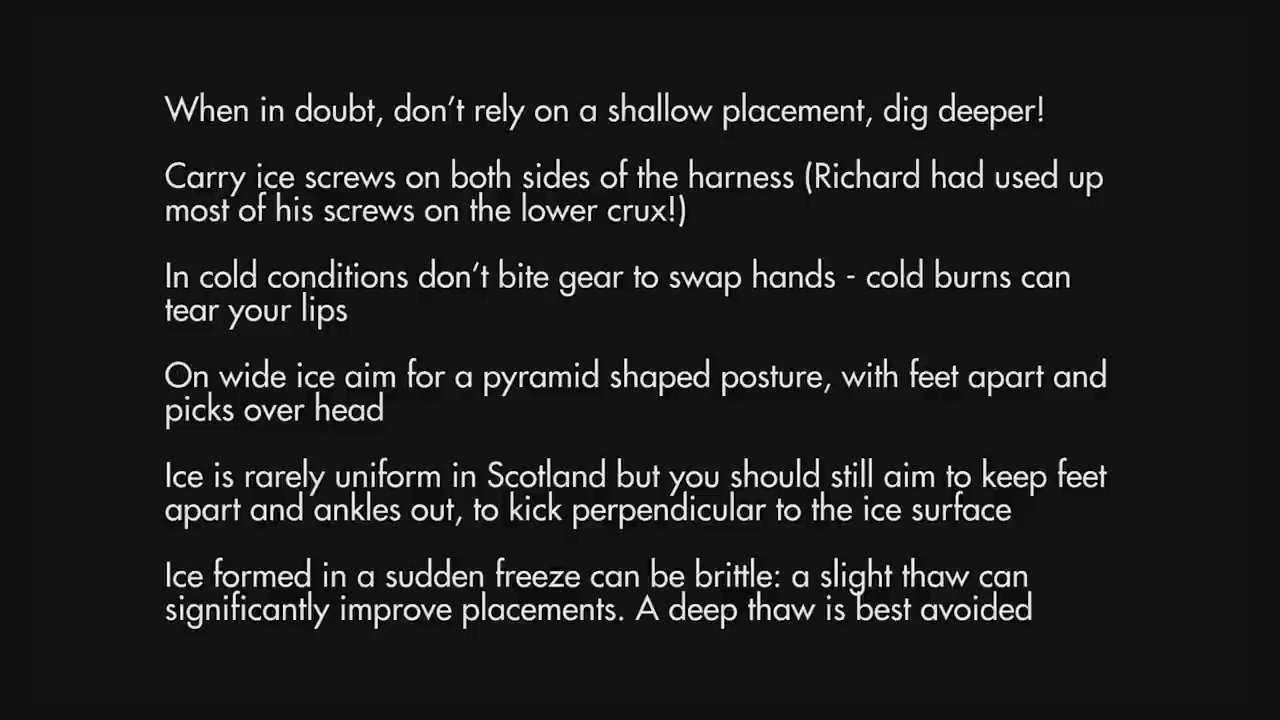 When in doubt, don’t rely on a shallow placement, dig deeper!
Carry ice screws on both sides of the harness (Richard had used up
most of his screws on the lower crux!)
In cold conditions don’t bite gear to swap hands - cold burns can
tear your lips
On wide ice aim for a pyramid shaped posture, with feet apart and
picks over head
Ice is rarely uniform in Scotland but you should still aim to keep feet
apart and ankles out, to kick perpendicular to the ice surface
Ice formed in a sudden freeze can be brittle: a slight thaw can
significantly improve placements. A deep thaw is best avoided